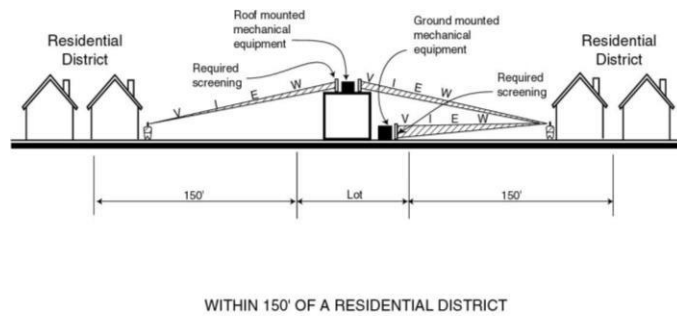 Roof mounted
mechanical
equipment
Ground mounted
mechanical
equipment
Residential
District
Residential
District
Required
screening
Required
screening
V I E W
V I E W
V I E W
150'
Lot
150'
WITHIN 150' OF A RESIDENTIAL DISTRICT